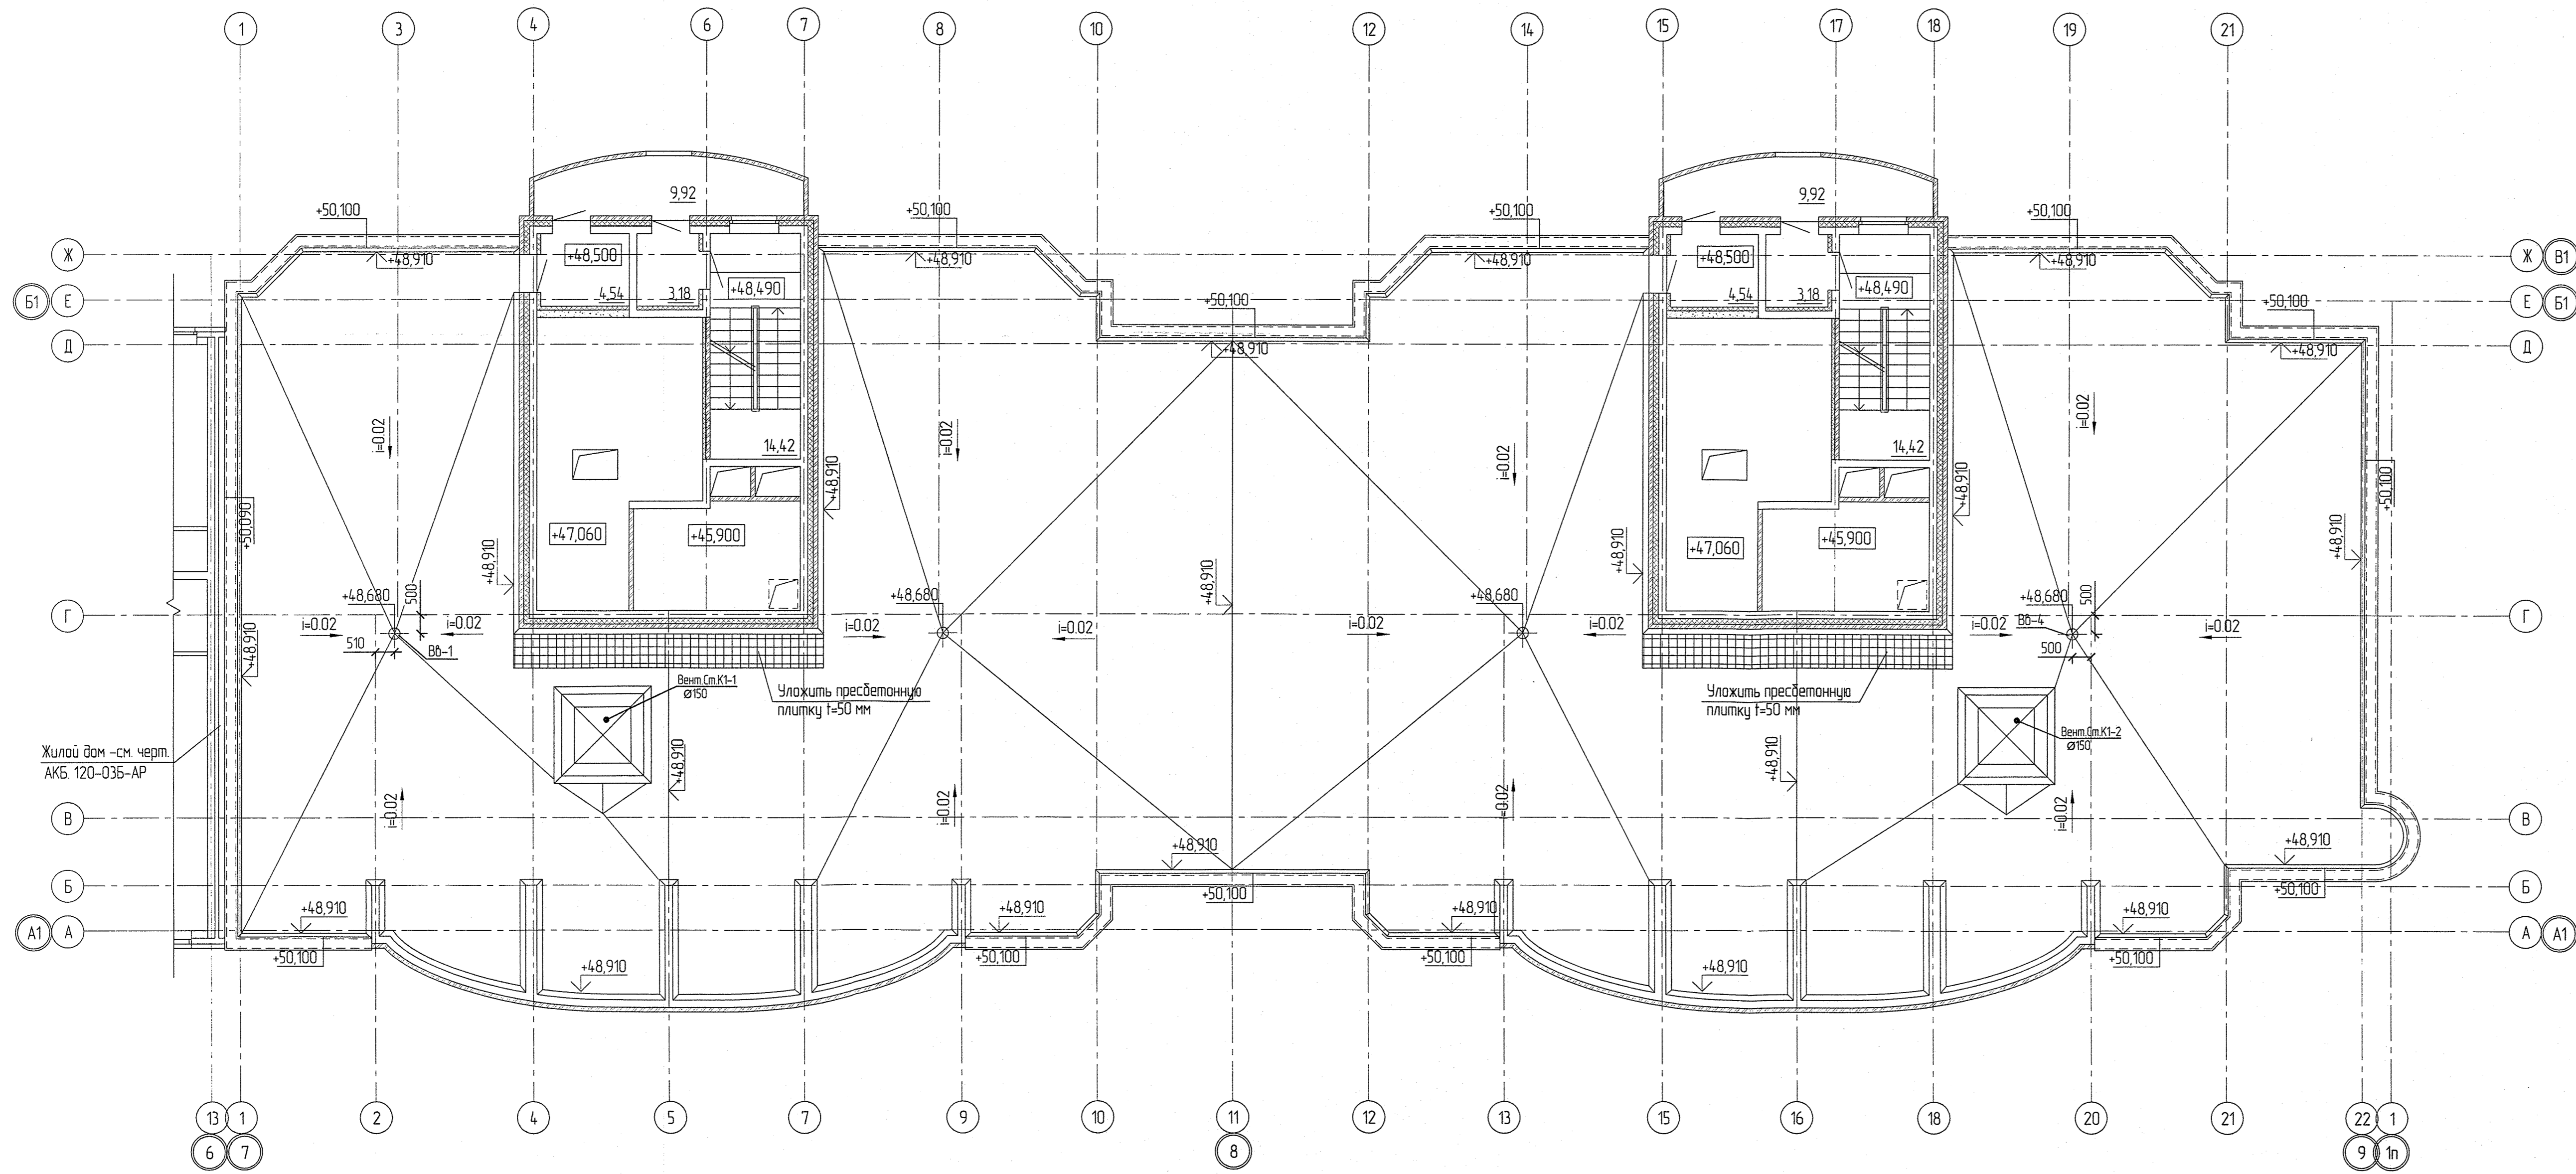 1 3 4 6 7 8 10 12 14 15 17 18 19 21
9,92 9,92
+50,100 +50,100 +50,100 +50,100
Ж +48,910 +48,500 +48,910 +48,910 +48,500 +48,910 Ж В1
Б1 Е 4,54 3,18 +48,490 +50,100 4,54 3,18 +48,490 +50,100 Е Б1
Д +48,910 +48,910 Д
i=0.02 i=0.02 i=0.02 i=0.02
14,42 14,42
+48,910 +48,910
+50,090 +50,100
+47,060 +45,900 +47,060 +45,900
+48,910 +48,910 +48,910 +48,910
+48,680 500 +48,680 +48,680 +48,680 500
Г Г
i=0.02 i=0.02 i=0.02 i=0.02 i=0.02 i=0.02 i=0.02 Вв-4 i=0.02
510 Вв-1 500
+48,910
Вент.Ст.К1-1
Ø150
Уложить пресбетонную
плитку t=50 мм
Уложить пресбетонную
плитку t=50 мм
Вент.Ст.К1-2
Ø150
Жилой дом -см. черт.
АКБ. 120-03Б-АР
+48,910 +48,910
i=0.02 i=0.02 i=0.02 i=0.02
В В
+48,910 +48,910
Б +50,100 +50,100 Б
+48,910 +48,910 +48,910 +48,910
А1 А А А1
+50,100 +50,100 +50,100 +50,100
+48,910 +48,910
13 1 2 4 5 7 9 10 11 12 13 15 16 18 20 21 22 1
6 7 8 9 1п